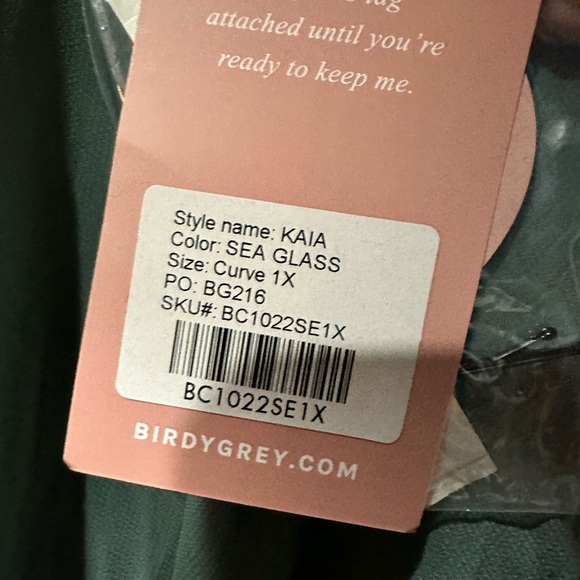 tag
attached until you're
ready to keep me.
Style name: KAIA
Color: SEA GLASS
Size: Curve 1X
PO: BG216
SKU#: BC1022SE1X
BC1022SE1X
BIRDYGREY.COM